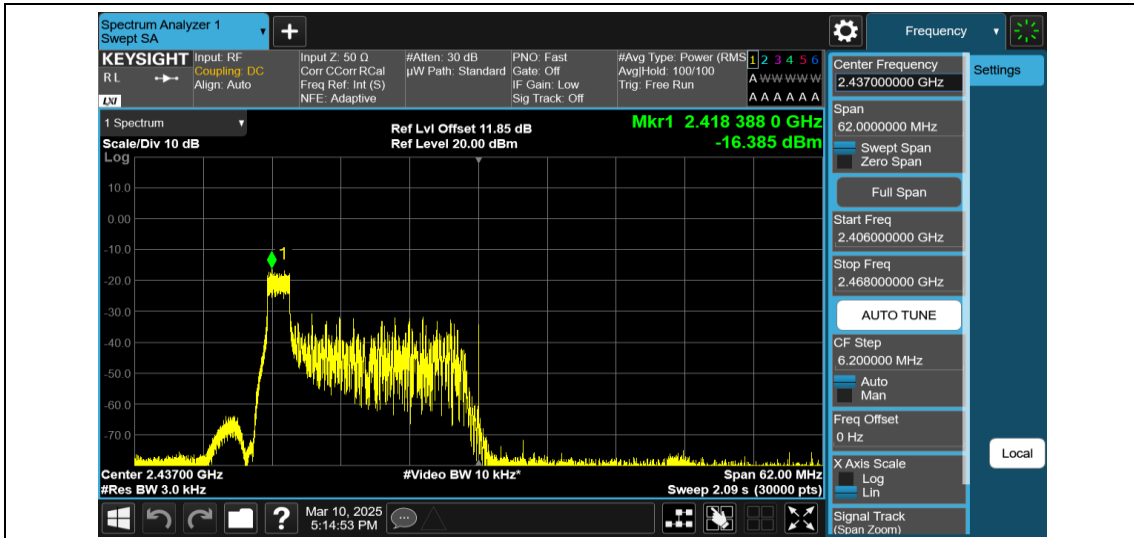 Spectrum Analyzer 1
Swept SA
+
Frequency
KEYSIGHT
R L
LXI
Input: RF
Coupling: DC
Align: Auto
Input Z: 50 Ω
Corr CCorr RCal
Freq Ref: Int (S)
NFE: Adaptive
#Atten: 30 dB
µW Path: Standard
PNO: Fast
Gate: Off
IF Gain: Low
Sig Track: Off
#Avg Type: Power (RMS
Avg|Hold: 100/100
Trig: Free Run
1 2 3 4 5 6
A W W W W W
A A A A A A
1 Spectrum
Scale/Div 10 dB
Log
Ref Lvl Offset 11.85 dB
Ref Level 20.00 dBm
Mkr1 2.418 388 0 GHz
-16.385 dBm
10.0
0.00
-10.0
-20.0
-30.0
-40.0
-50.0
-60.0
-70.0
1
Center 2.43700 GHz
#Res BW 3.0 kHz
#Video BW 10 kHz*
Span 62.00 MHz
Sweep 2.09 s (30000 pts)
?
Mar 10, 2025
5:14:53 PM
Center Frequency
2.437000000 GHz
Span
62.0000000 MHz
Swept Span
Zero Span
Full Span
Start Freq
2.406000000 GHz
Stop Freq
2.468000000 GHz
AUTO TUNE
CF Step
6.200000 MHz
Auto
Man
Freq Offset
0 Hz
X Axis Scale
Log
Lin
Signal Track
(Span Zoom)
Settings
Local